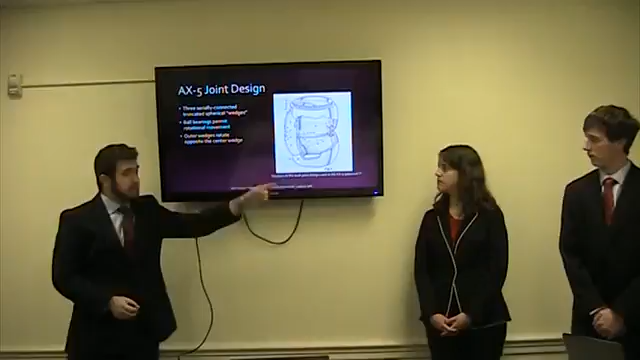 AX-5 Joint Design
Three serially-connected
truncated spherical "wedges"
Ball bearings permit
rotational movement
Outer wedges rotate
opposite the center wedge